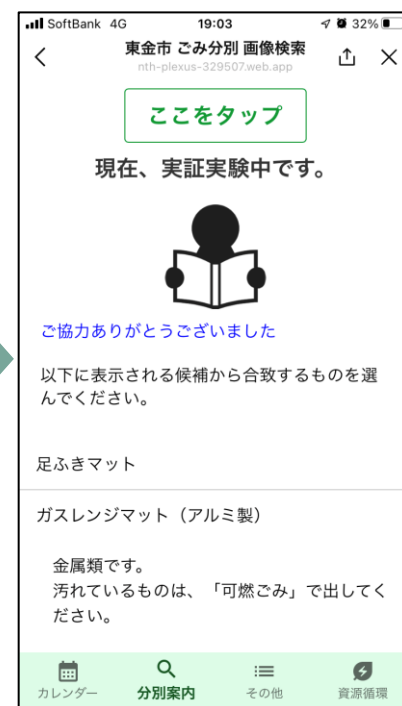 SoftBank 4G 19:03 32%
東金市 ごみ分別 画像検索
nth-plexus-329507.web.app
ここをタップ
現在、実証実験中です。
ご協力ありがとうございました
以下に表示される候補から合致するものを選
んでください。
足ふきマット
ガスレンジマット（アルミ製）
金属類です。
汚れているものは、「可燃ごみ」で出してく
ださい。
カレンダー 分別案内 その他 資源循環